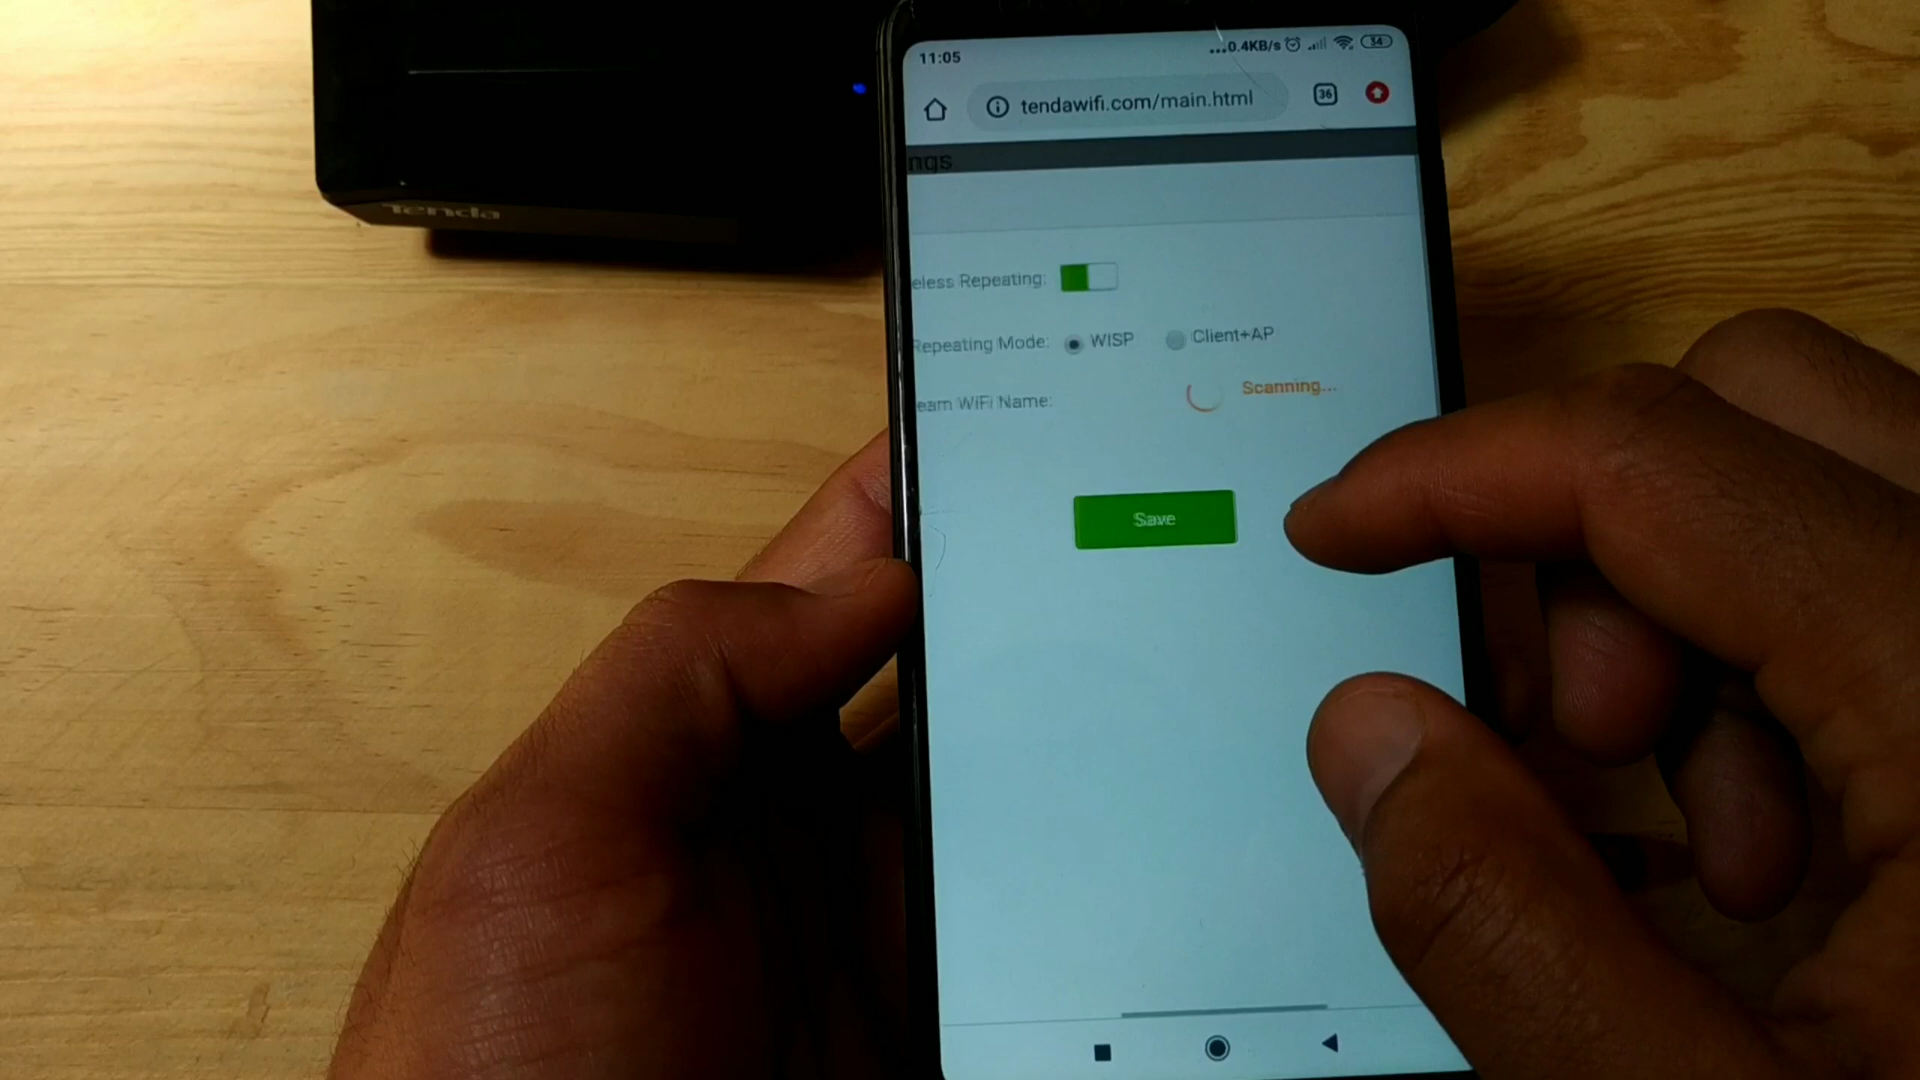 11:05
...0.4KB/s
34
tendawifi.com/main.html
36
ngs
Tenda
eless Repeating:
Repeating Mode: WISP Client+AP
eam WiFi Name: Scanning...
Save